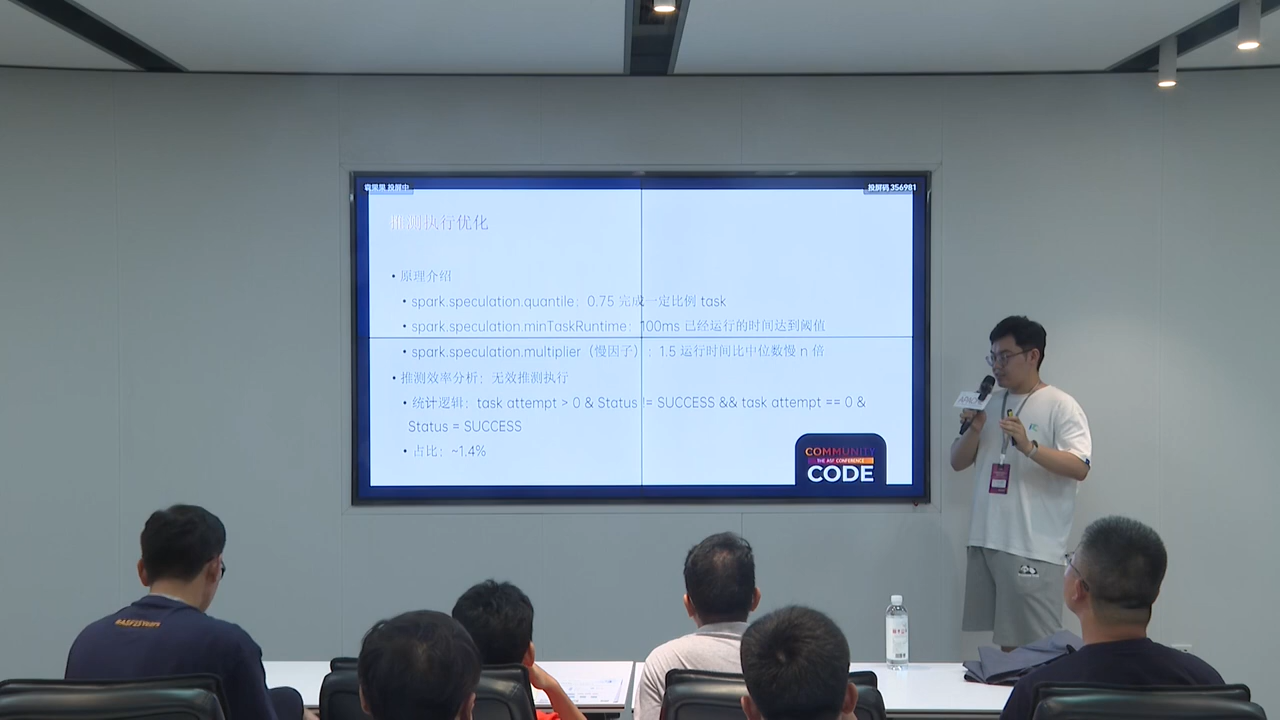 投屏中
投屏码 356981
推测执行优化
• 原理介绍
• spark.speculation.quantile：0.75 完成一定比例 task
• spark.speculation.minTaskRuntime：100ms 已经运行的时间达到阈值
• spark.speculation.multiplier（慢因子）：1.5 运行时间比中位数慢 n 倍
• 推测效率分析：无效推测执行
• 统计逻辑：task attempt > 0 & Status != SUCCESS && task attempt == 0 &
Status = SUCCESS
• 占比：~1.4%
COMMUNITY
THE ASF CONFERENCE
CODE
#ASF25Years